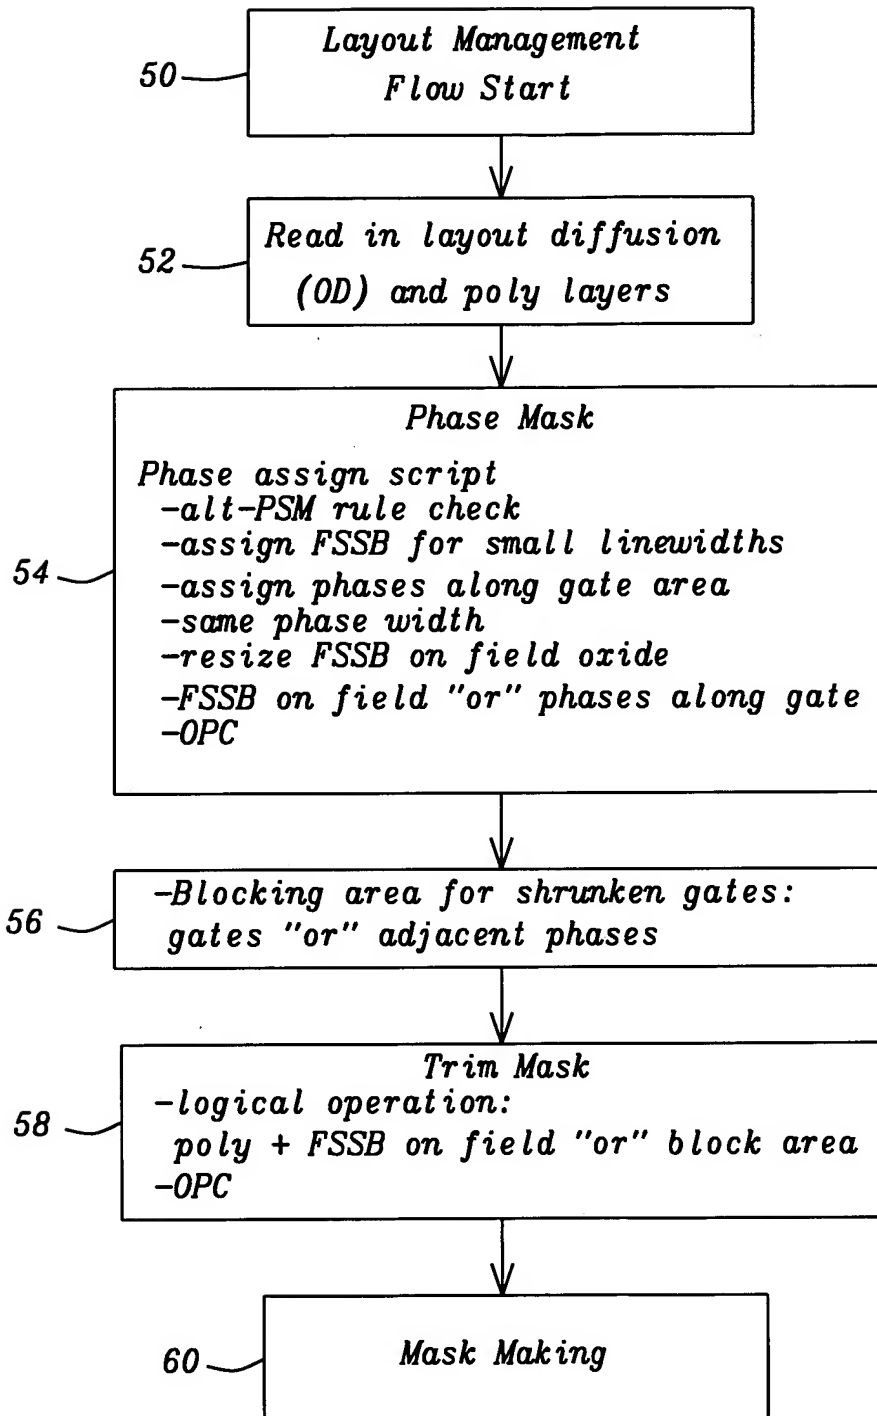 Layout Management
Flow Start
50
Read in layout diffusion
(OD) and poly layers
52
Phase Mask
Phase assign script
-alt-PSM rule check
-assign FSSB for small linewidths
-assign phases along gate area
-same phase width
-resize FSSB on field oxide
-FSSB on field "or" phases along gate
-OPC
54
-Blocking area for shrunken gates:
gates "or" adjacent phases
56
Trim Mask
-logical operation:
poly + FSSB on field "or" block area
-OPC
58
Mask Making
60